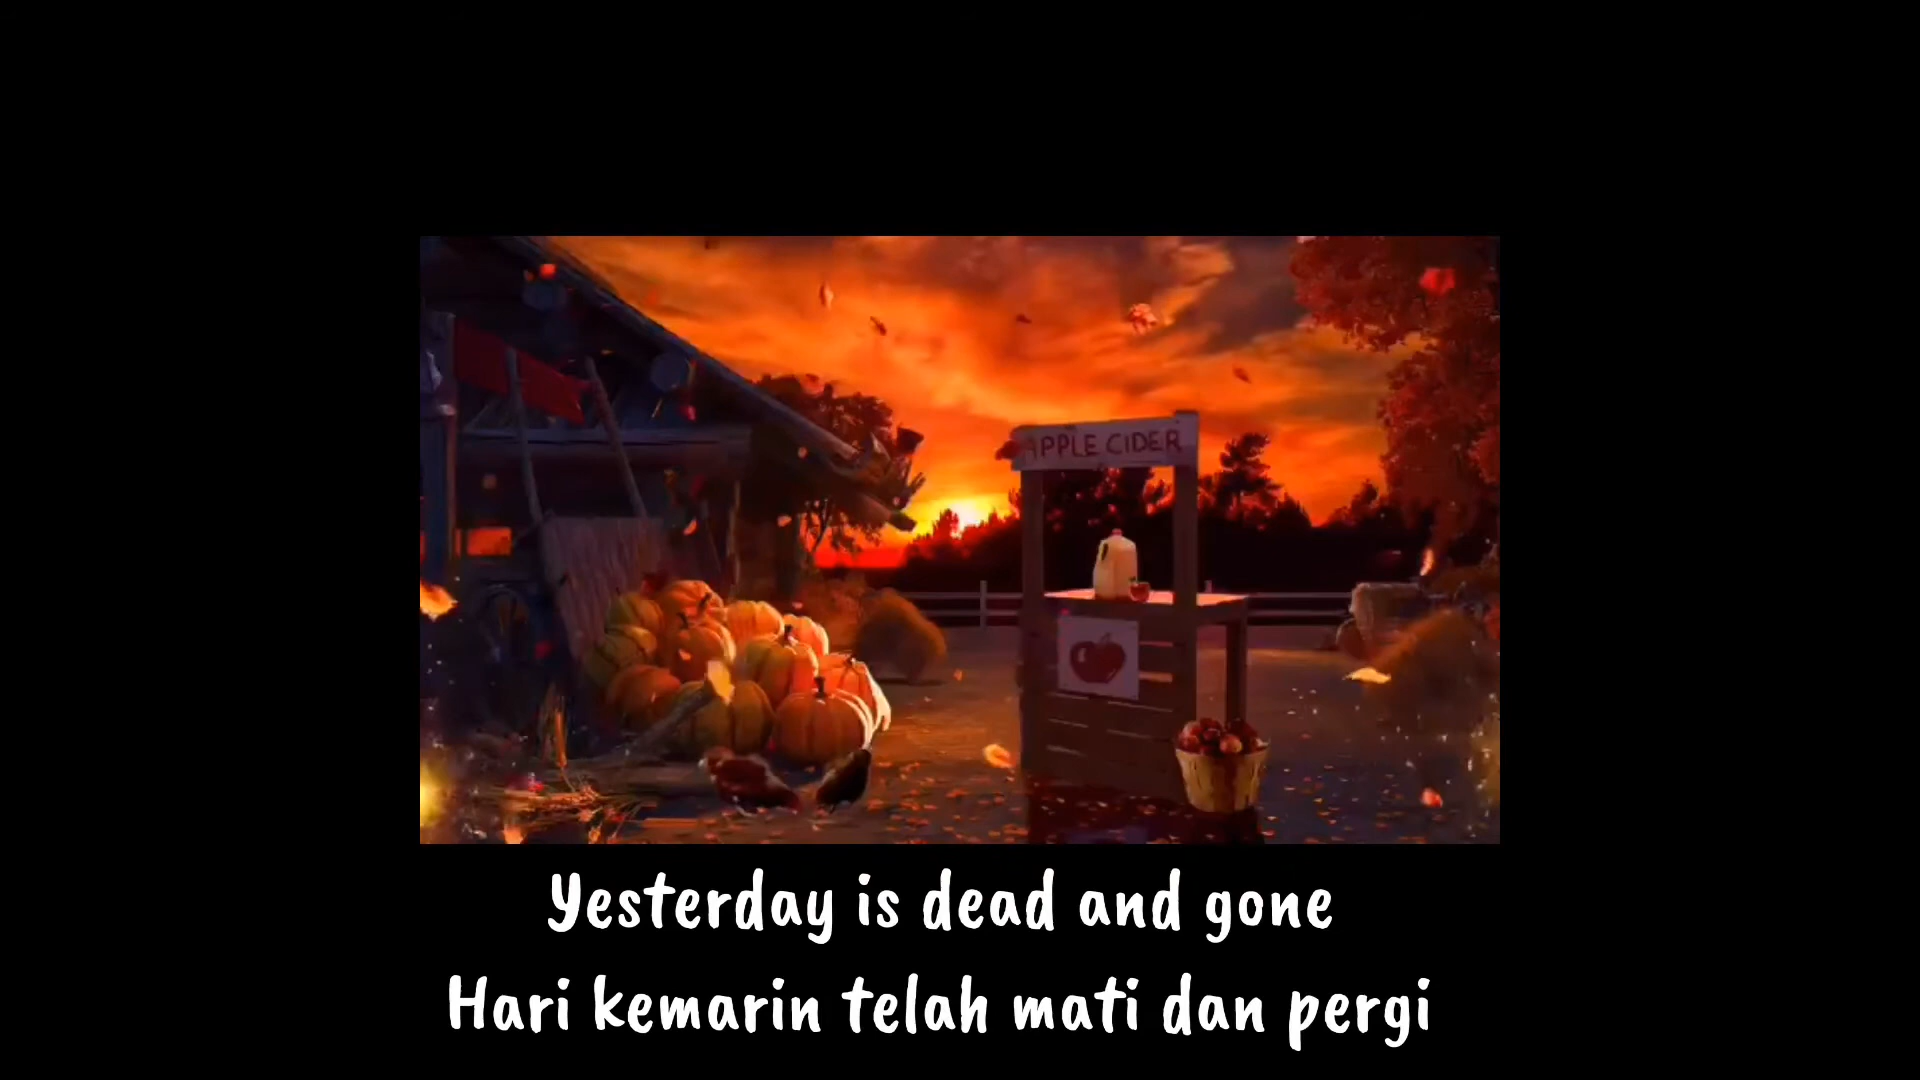 APPLE CIDER
Yesterday is dead and gone
Hari kemarin telah mati dan pergi